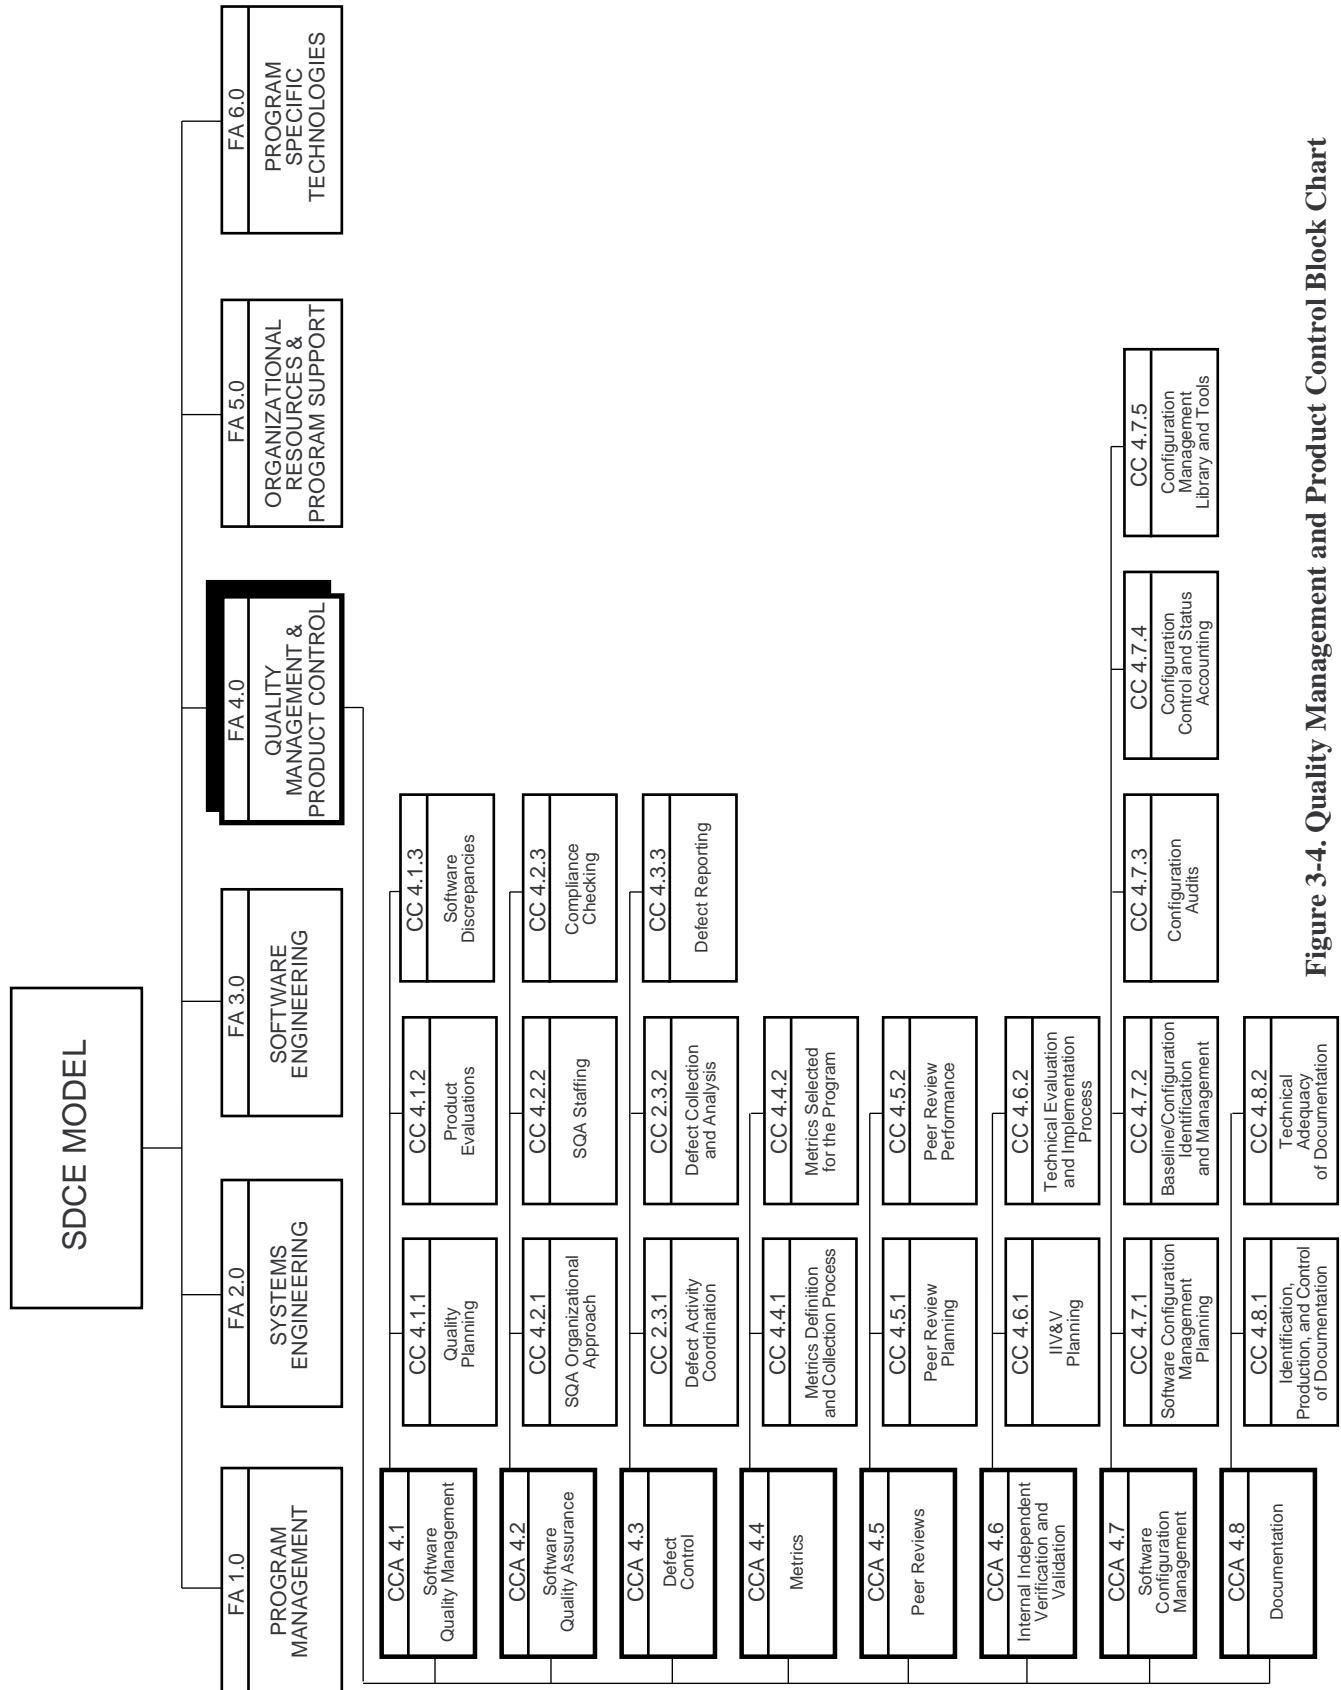 SDCE MODEL
FA 1.0
PROGRAM
MANAGEMENT
FA 2.0
SYSTEMS
ENGINEERING
FA 3.0
SOFTWARE
ENGINEERING
FA 4.0
QUALITY
MANAGEMENT &
PRODUCT CONTROL
FA 5.0
ORGANIZATIONAL
RESOURCES &
PROGRAM SUPPORT
FA 6.0
PROGRAM
SPECIFIC
TECHNOLOGIES
CCA 4.1
Software
Quality Management
CC 4.1.1
Quality
Planning
CC 4.1.2
Product
Evaluations
CC 4.1.3
Software
Discrepancies
CCA 4.2
Software
Quality Assurance
CC 4.2.1
SQA Organizational
Approach
CC 4.2.2
SQA Staffing
CC 4.2.3
Compliance
Checking
CCA 4.3
Defect
Control
CC 2.3.1
Defect Activity
Coordination
CC 2.3.2
Defect Collection
and Analysis
CC 4.3.3
Defect Reporting
CCA 4.4
Metrics
CC 4.4.1
Metrics Definition
and Collection Process
CC 4.4.2
Metrics Selected
for the Program
CCA 4.5
Peer Reviews
CC 4.5.1
Peer Review
Planning
CC 4.5.2
Peer Review
Performance
CCA 4.6
Internal Independent
Verification and
Validation
CC 4.6.1
IIV&V
Planning
CC 4.6.2
Technical Evaluation
and Implementation
Process
CCA 4.7
Software
Configuration
Management
CC 4.7.1
Software Configuration
Management
Planning
CC 4.7.2
Baseline/Configuration
Identification
and Management
CC 4.7.3
Configuration
Audits
CC 4.7.4
Configuration
Control and Status
Accounting
CC 4.7.5
Configuration
Management
Library and Tools
CCA 4.8
Documentation
CC 4.8.1
Identification,
Production, and Control
of Documentation
CC 4.8.2
Technical
Adequacy
of Documentation
Figure 3-4. Quality Management and Product Control Block Chart